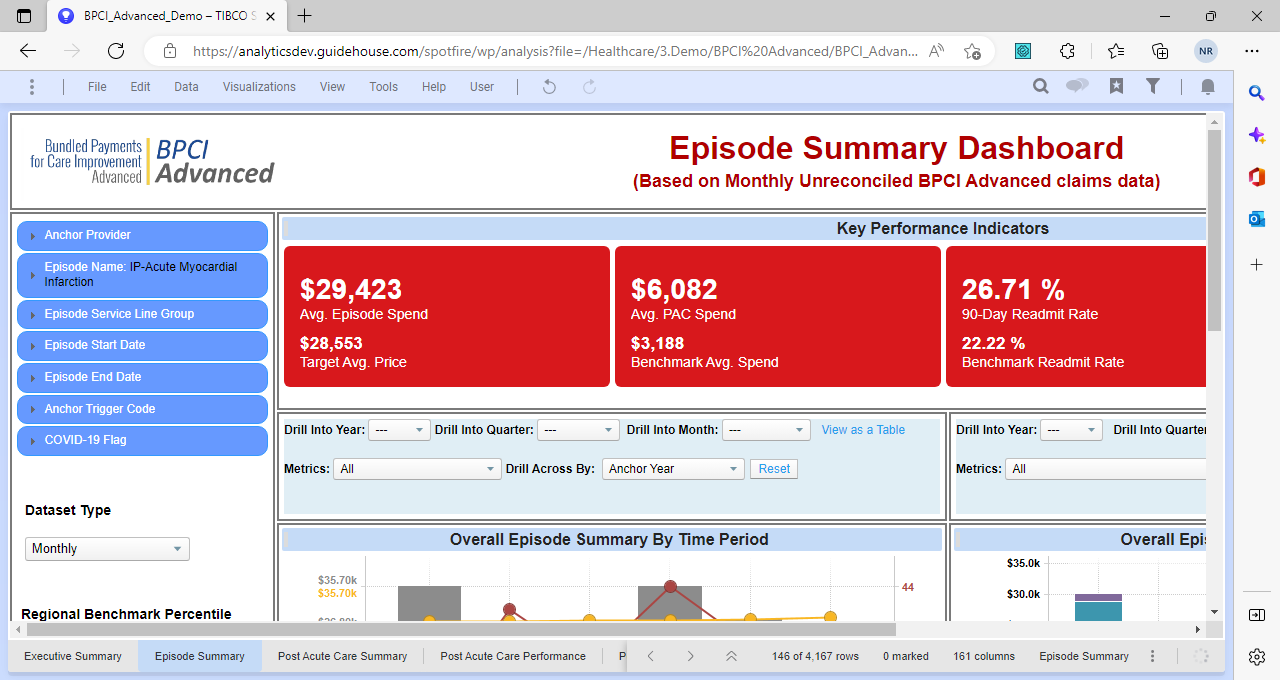 BPCI_Advanced_Demo – TIBCO S
https://analyticsdev.guidehouse.com/spotfire/wp/analysis?file=/Healthcare/3.Demo/BPCI%20Advanced/BPCI_Advan...
NR
File Edit Data Visualizations View Tools Help User
Bundled Payments
for Care Improvement
Advanced
BPCI
Advanced
Episode Summary Dashboard
(Based on Monthly Unreconciled BPCI Advanced claims data)
Anchor Provider
Episode Name: IP-Acute Myocardial
Infarction
Episode Service Line Group
Episode Start Date
Episode End Date
Anchor Trigger Code
COVID-19 Flag
Dataset Type
Monthly
Regional Benchmark Percentile
Key Performance Indicators
$29,423
Avg. Episode Spend
$28,553
Target Avg. Price
$6,082
Avg. PAC Spend
$3,188
Benchmark Avg. Spend
26.71 %
90-Day Readmit Rate
22.22 %
Benchmark Readmit Rate
Drill Into Year: --- Drill Into Quarter: --- Drill Into Month: --- View as a Table
Metrics: All Drill Across By: Anchor Year Reset
Drill Into Year: --- Drill Into Quarter
Metrics: All
Overall Episode Summary By Time Period
$35.70k
$35.70k
44
Overall Epis
$35.0k
$30.0k
Executive Summary Episode Summary Post Acute Care Summary Post Acute Care Performance P
146 of 4,167 rows 0 marked 161 columns Episode Summary